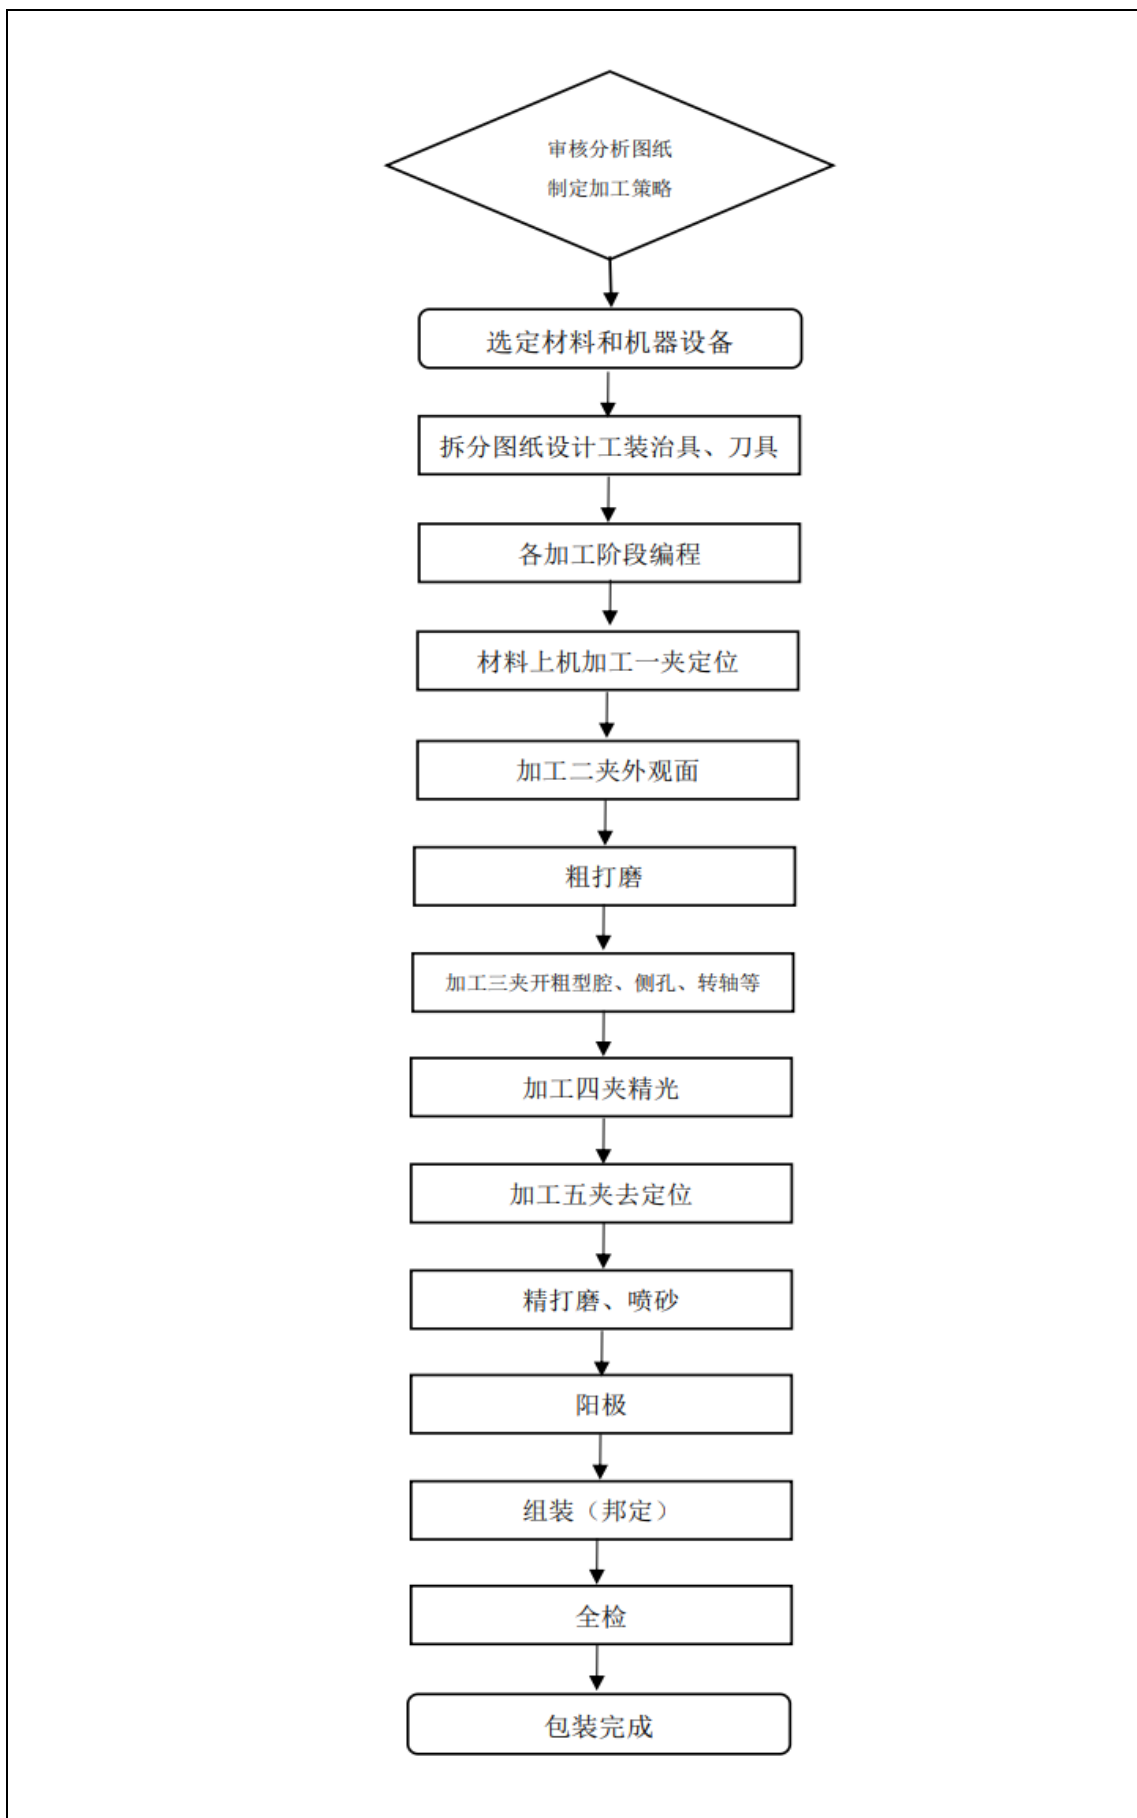 审核分析图纸
制定加工策略
选定材料和机器设备
拆分图纸设计工装治具、刀具
各加工阶段编程
材料上机加工一夹定位
加工二夹外观面
粗打磨
加工三夹开粗型腔、侧孔、转轴等
加工四夹精光
加工五夹去定位
精打磨、喷砂
阳极
组装（邦定）
全检
包装完成